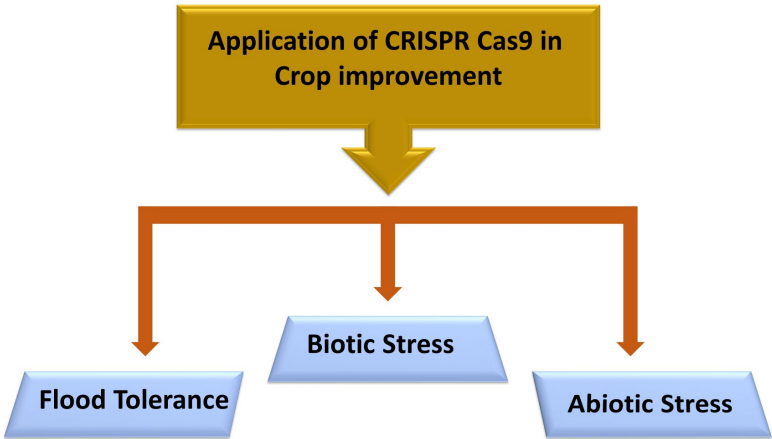 Application of CRISPR Cas9 in
Crop improvement
Biotic Stress
Flood Tolerance
Abiotic Stress